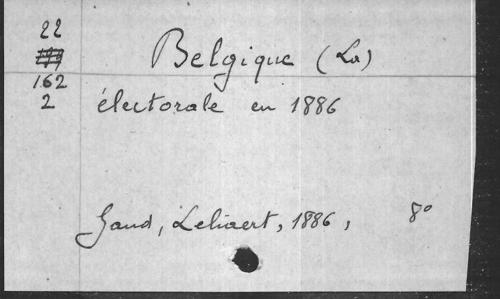 22
162
2
Belgique (La)
électorale en 1886
Gand, Leliaert, 1886, 8°